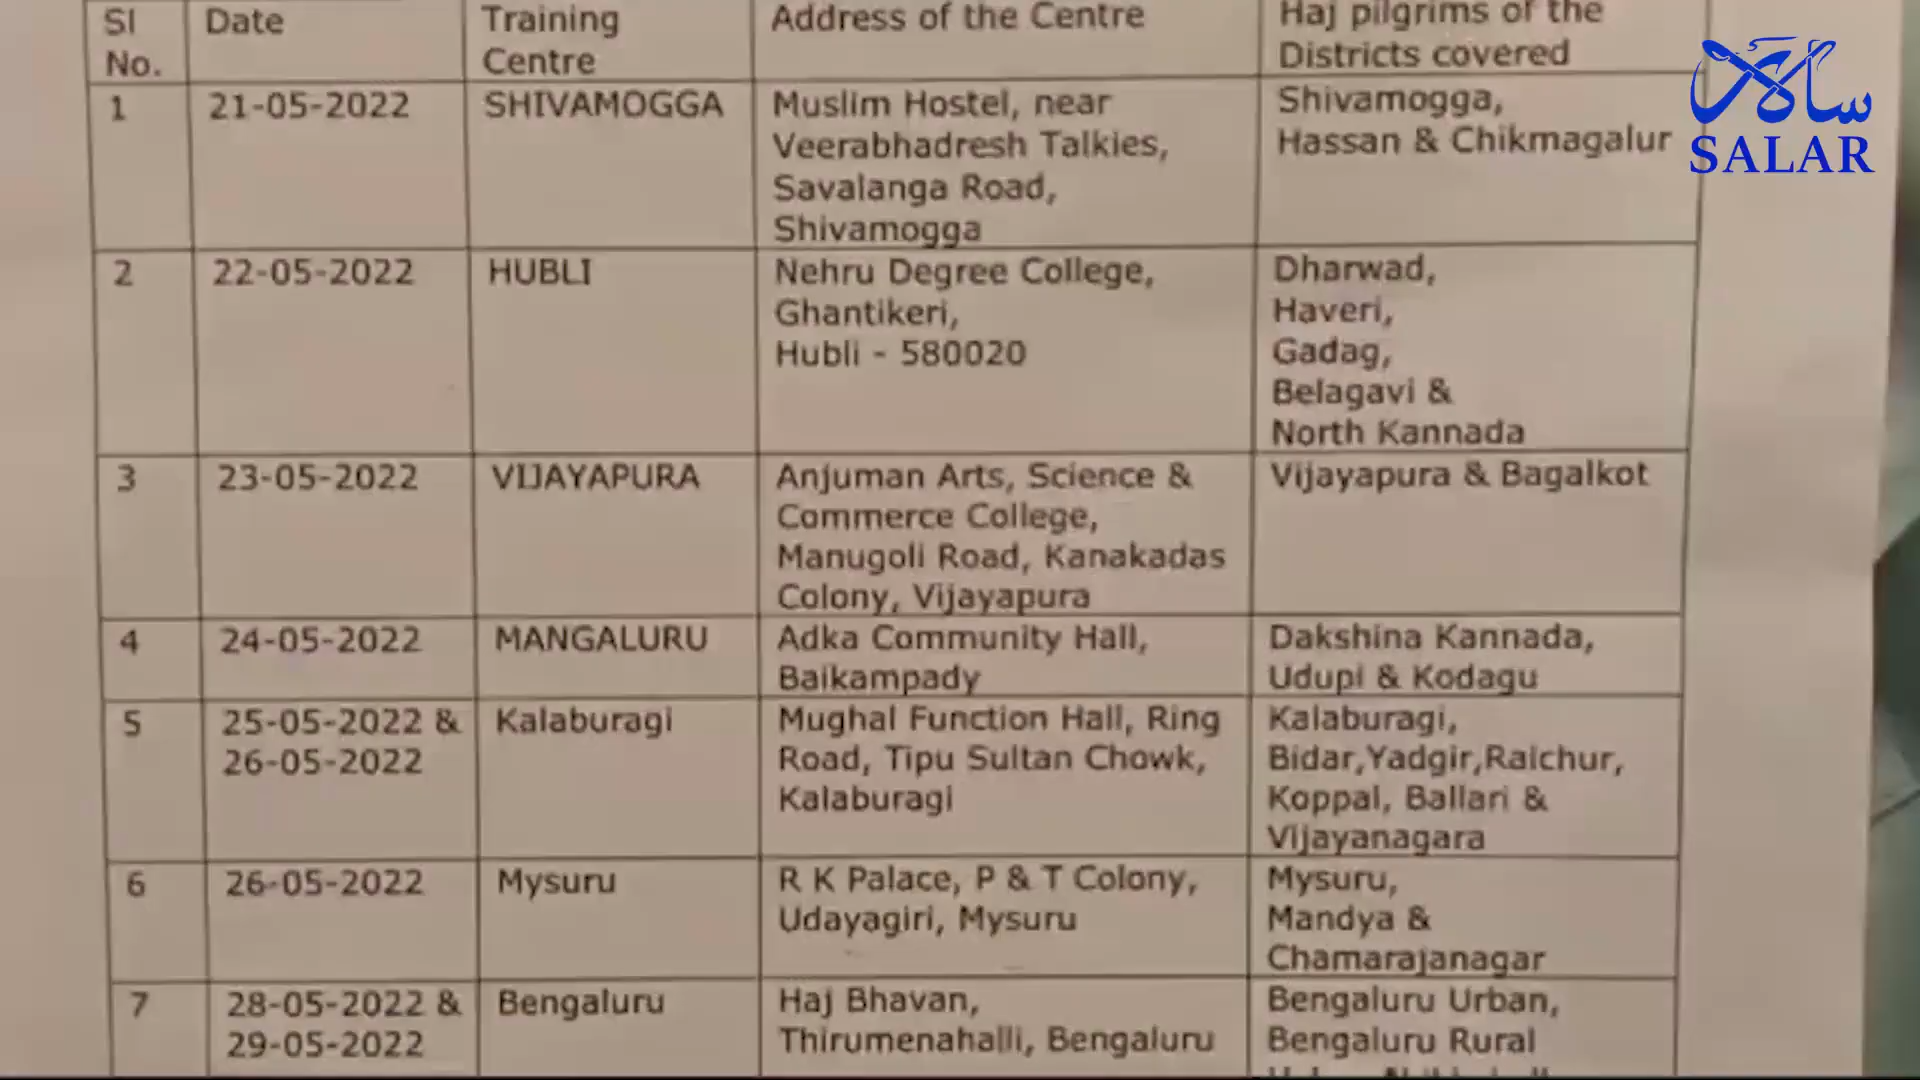 Sl No.
Date
Training Centre
Address of the Centre
Haj pilgrims of the Districts covered
سالار
SALAR
1
21-05-2022
SHIVAMOGGA
Muslim Hostel, near
Veerabhadresh Talkies,
Savalanga Road,
Shivamogga
Shivamogga,
Hassan & Chikmagalur
2
22-05-2022
HUBLI
Nehru Degree College,
Ghantikeri,
Hubli - 580020
Dharwad,
Haveri,
Gadag,
Belagavi &
North Kannada
3
23-05-2022
VIJAYAPURA
Anjuman Arts, Science &
Commerce College,
Manugoli Road, Kanakadas
Colony, Vijayapura
Vijayapura & Bagalkot
4
24-05-2022
MANGALURU
Adka Community Hall,
Baikampady
Dakshina Kannada,
Udupi & Kodagu
5
25-05-2022 &
26-05-2022
Kalaburagi
Mughal Function Hall, Ring
Road, Tipu Sultan Chowk,
Kalaburagi
Kalaburagi,
Bidar,Yadgir,Raichur,
Koppal, Ballari &
Vijayanagara
6
26-05-2022
Mysuru
R K Palace, P & T Colony,
Udayagiri, Mysuru
Mysuru,
Mandya &
Chamarajanagar
7
28-05-2022 &
29-05-2022
Bengaluru
Haj Bhavan,
Thirumenahalli, Bengaluru
Bengaluru Urban,
Bengaluru Rural